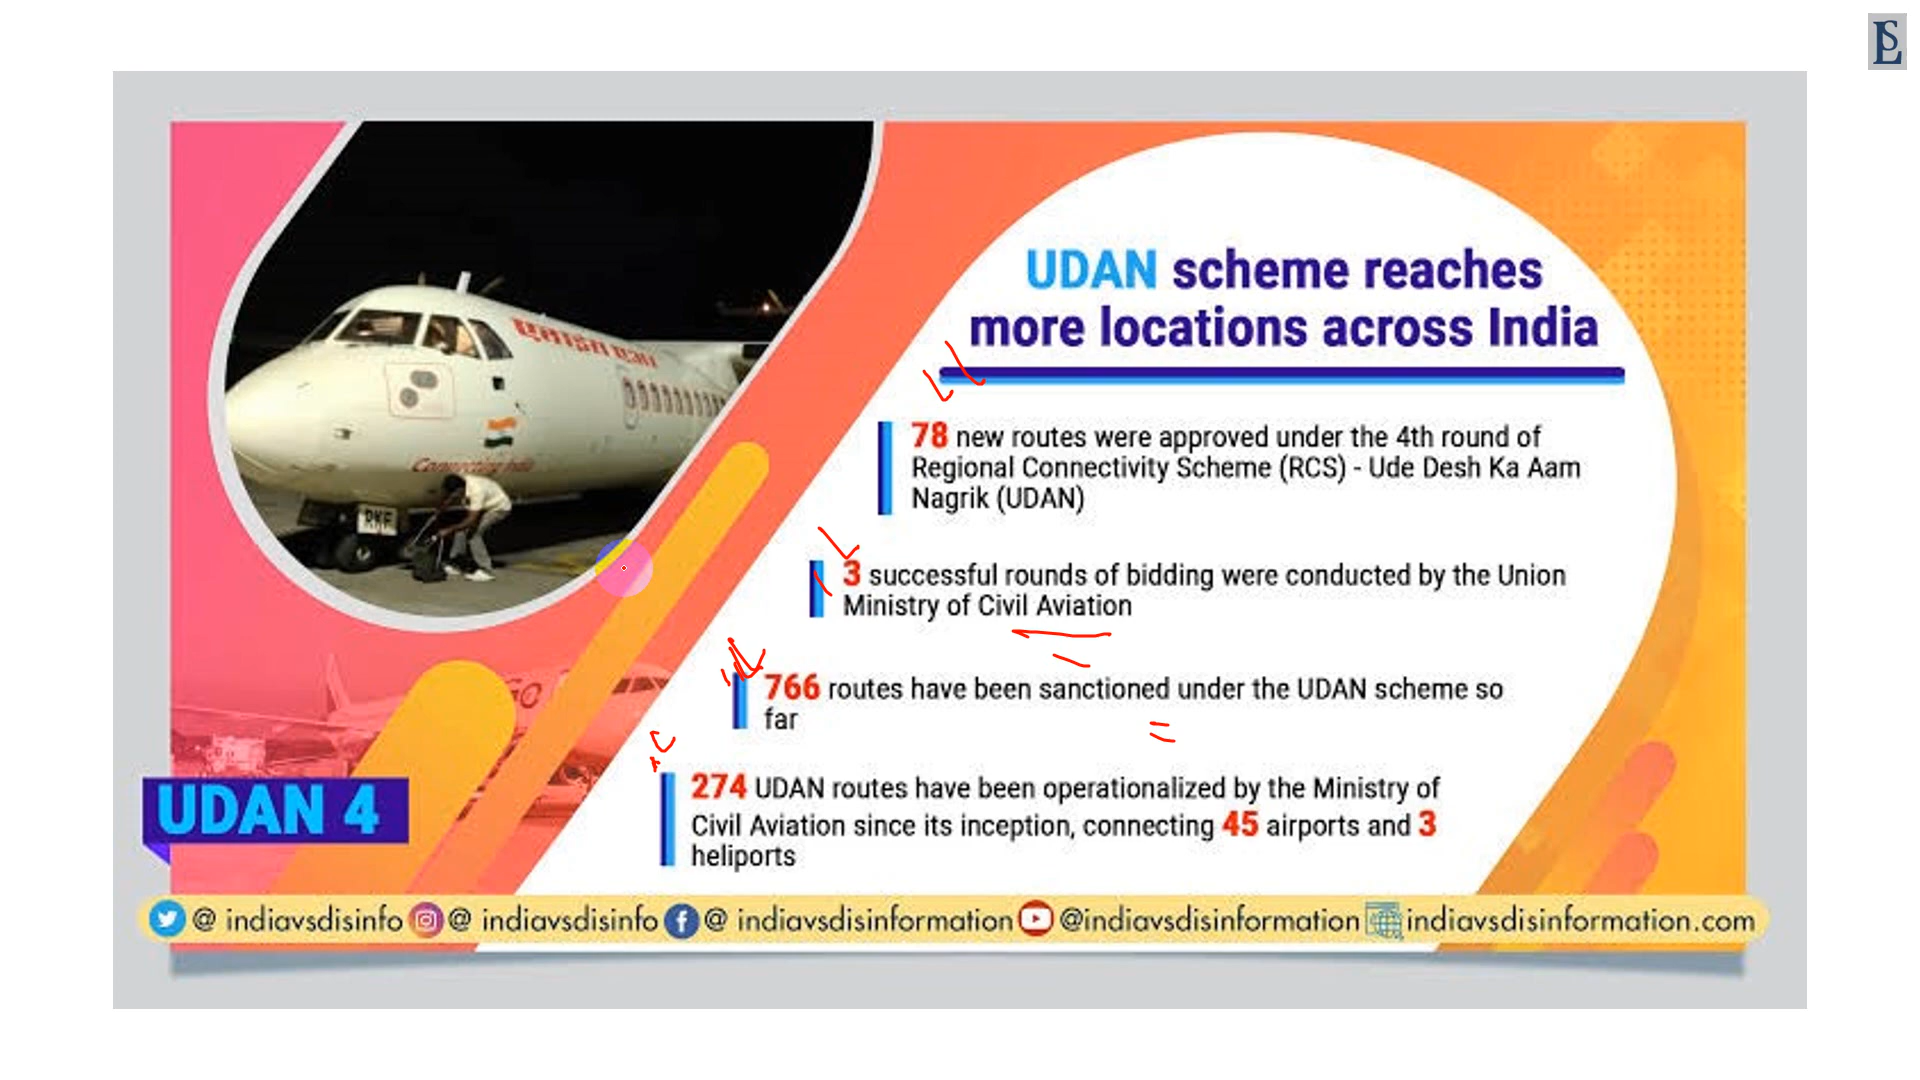 UDAN scheme reaches
more locations across India
78 new routes were approved under the 4th round of
Regional Connectivity Scheme (RCS) - Ude Desh Ka Aam
Nagrik (UDAN)
3 successful rounds of bidding were conducted by the Union
Ministry of Civil Aviation
766 routes have been sanctioned under the UDAN scheme so
far
274 UDAN routes have been operationalized by the Ministry of
Civil Aviation since its inception, connecting 45 airports and 3
heliports
UDAN 4
@ indiavsdisinfo @ indiavsdisinfo @ indiavsdisinformation @indiavsdisinformation indiavsdisinformation.com
Connecting India